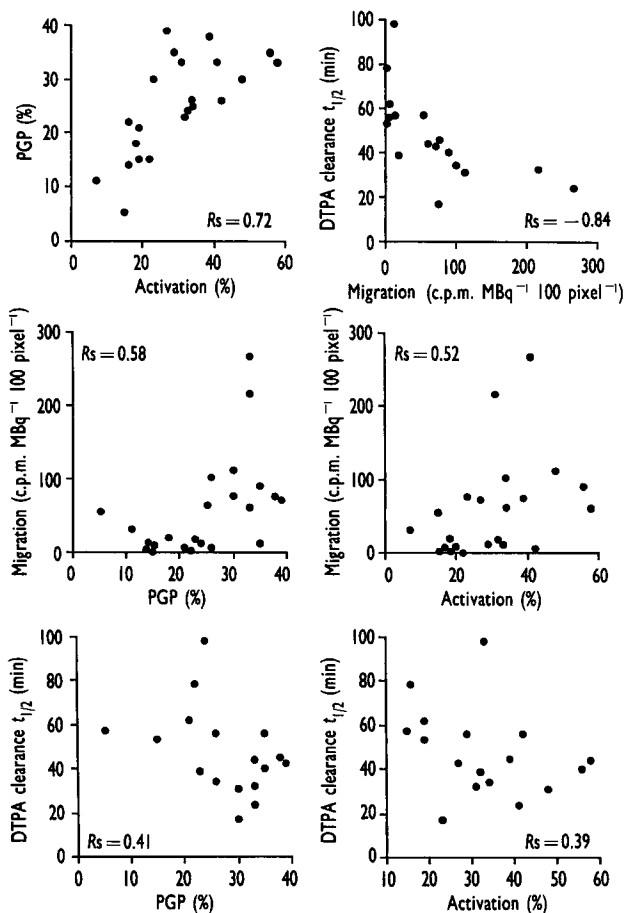 40
30
20
10
0
PGP (%)
Rs = 0.72
0 20 40 60
Activation (%)
100
80
60
40
20
0
DTPA clearance t1/2 (min)
Rs = −0.84
0 100 200 300
Migration (c.p.m. MBq−1 100 pixel−1)
300
200
100
0
Migration (c.p.m. MBq−1 100 pixel−1)
Rs = 0.58
0 10 20 30 40
PGP (%)
300
200
100
0
Migration (c.p.m. MBq−1 100 pixel−1)
Rs = 0.52
0 20 40 60
Activation (%)
100
80
60
40
20
0
DTPA clearance t1/2 (min)
Rs = 0.41
0 10 20 30 40
PGP (%)
100
80
60
40
20
0
DTPA clearance t1/2 (min)
Rs = 0.39
10 20 30 40 50 60
Activation (%)